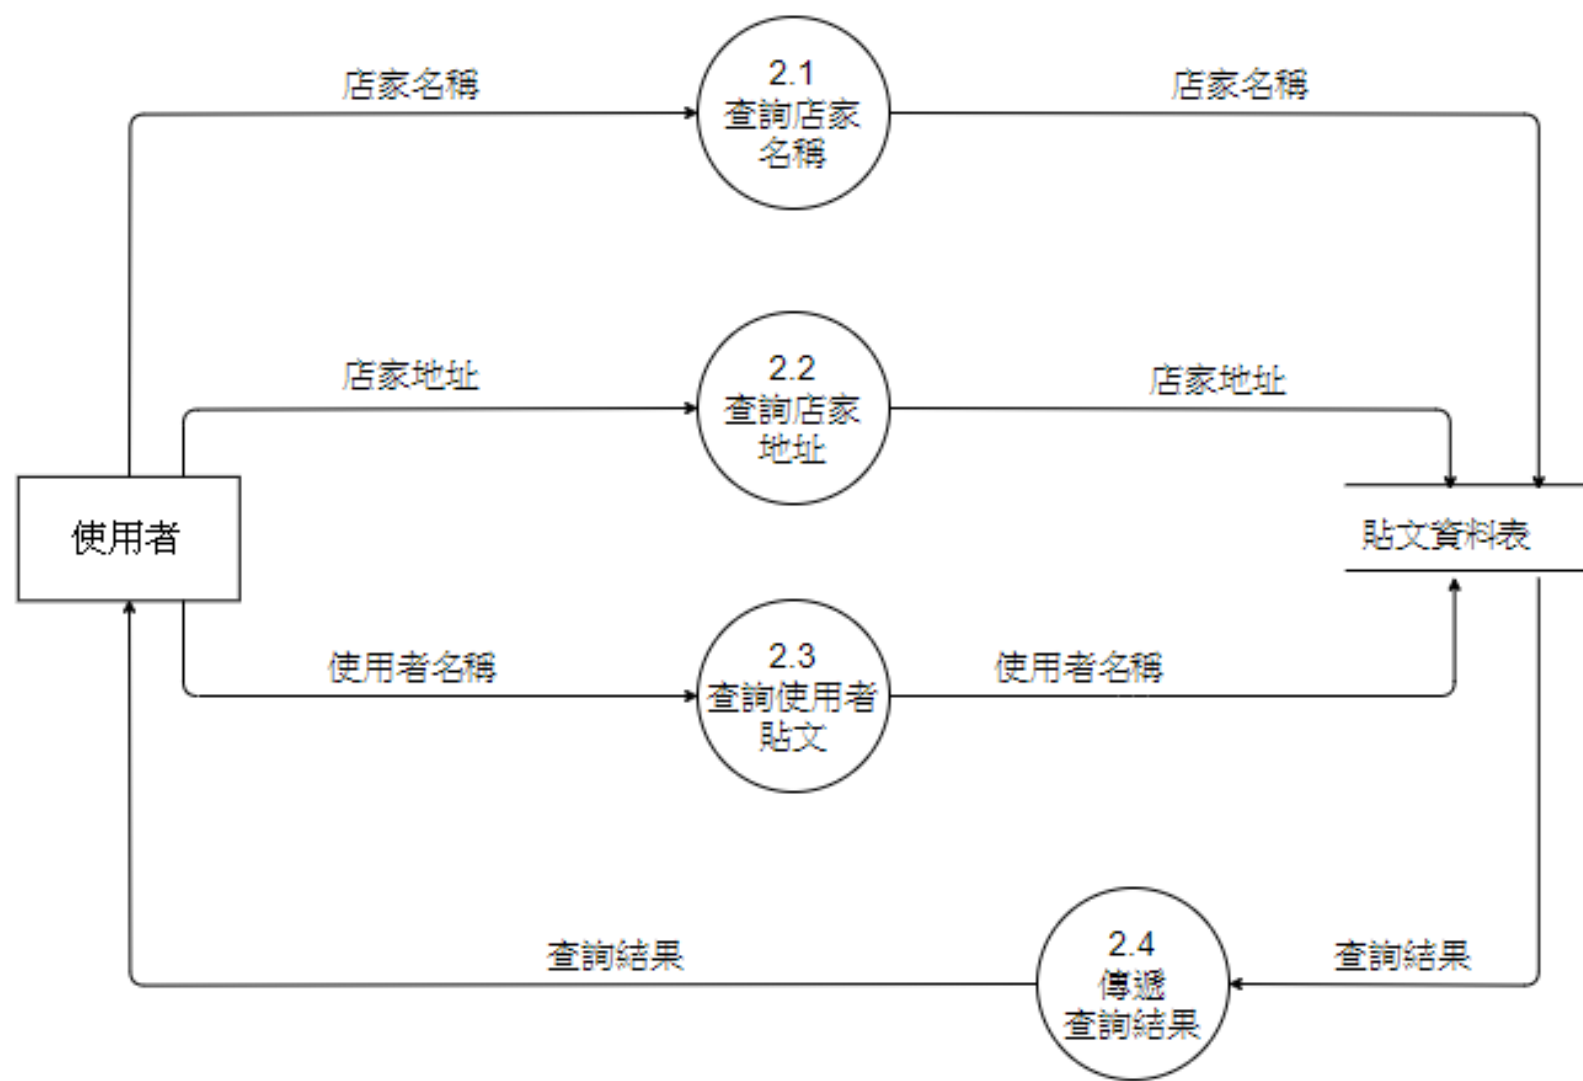 店家名稱
2.1
查詢店家
名稱
店家名稱
店家地址
2.2
查詢店家
地址
店家地址
使用者
貼文資料表
使用者名稱
2.3
查詢使用者
貼文
使用者名稱
查詢結果
2.4
傳遞
查詢結果
查詢結果